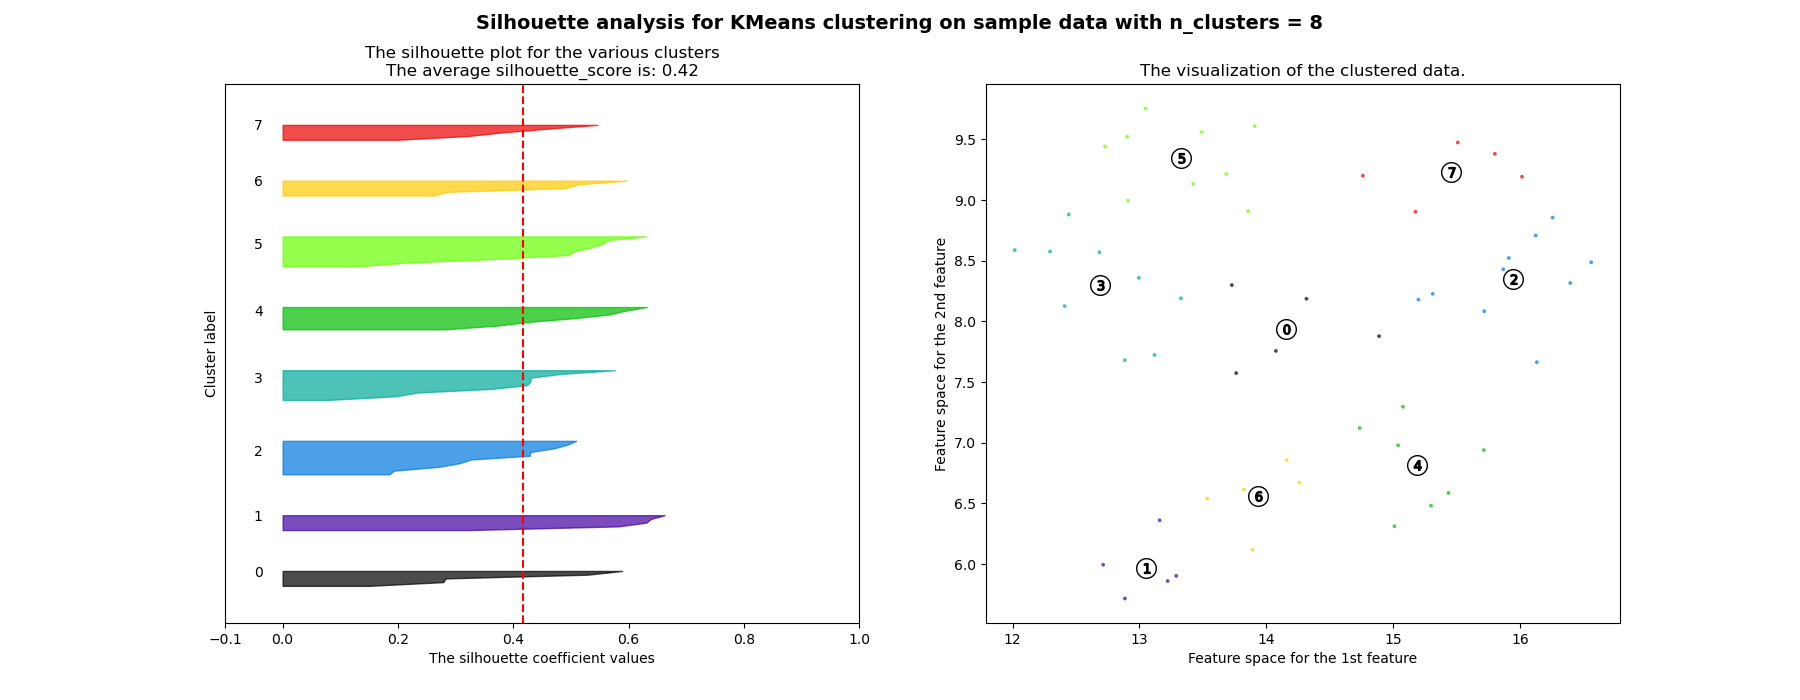 Silhouette analysis for KMeans clustering on sample data with n_clusters = 8
The silhouette plot for the various clusters
The average silhouette_score is: 0.42
Cluster label
7
6
5
4
3
2
1
0
−0.1 0.0 0.2 0.4 0.6 0.8 1.0
The silhouette coefficient values
The visualization of the clustered data.
Feature space for the 2nd feature
9.5
9.0
8.5
8.0
7.5
7.0
6.5
6.0
5
7
2
3
0
4
6
1
12 13 14 15 16
Feature space for the 1st feature